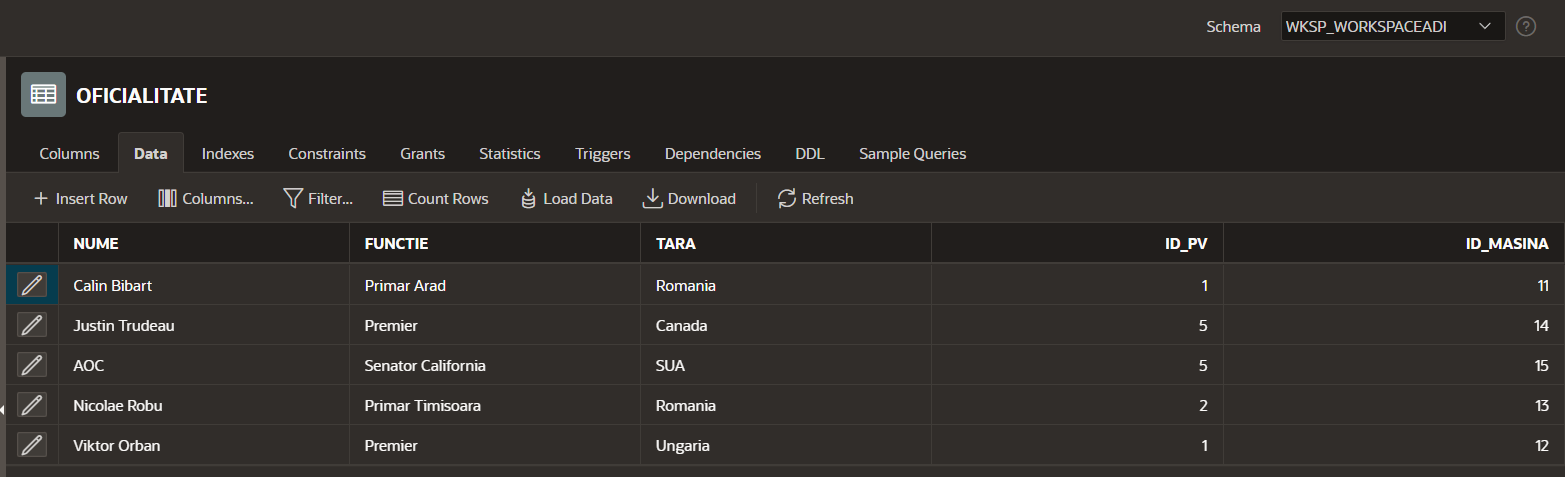 Schema WKSP_WORKSPACEADI ?
OFICIALITATE
Columns Data Indexes Constraints Grants Statistics Triggers Dependencies DDL Sample Queries
+ Insert Row Columns... Filter... Count Rows Load Data Download Refresh
NUME FUNCTIE TARA ID_PV ID_MASINA
Calin Bibart Primar Arad Romania 1 11
Justin Trudeau Premier Canada 5 14
AOC Senator California SUA 5 15
Nicolae Robu Primar Timisoara Romania 2 13
Viktor Orban Premier Ungaria 1 12